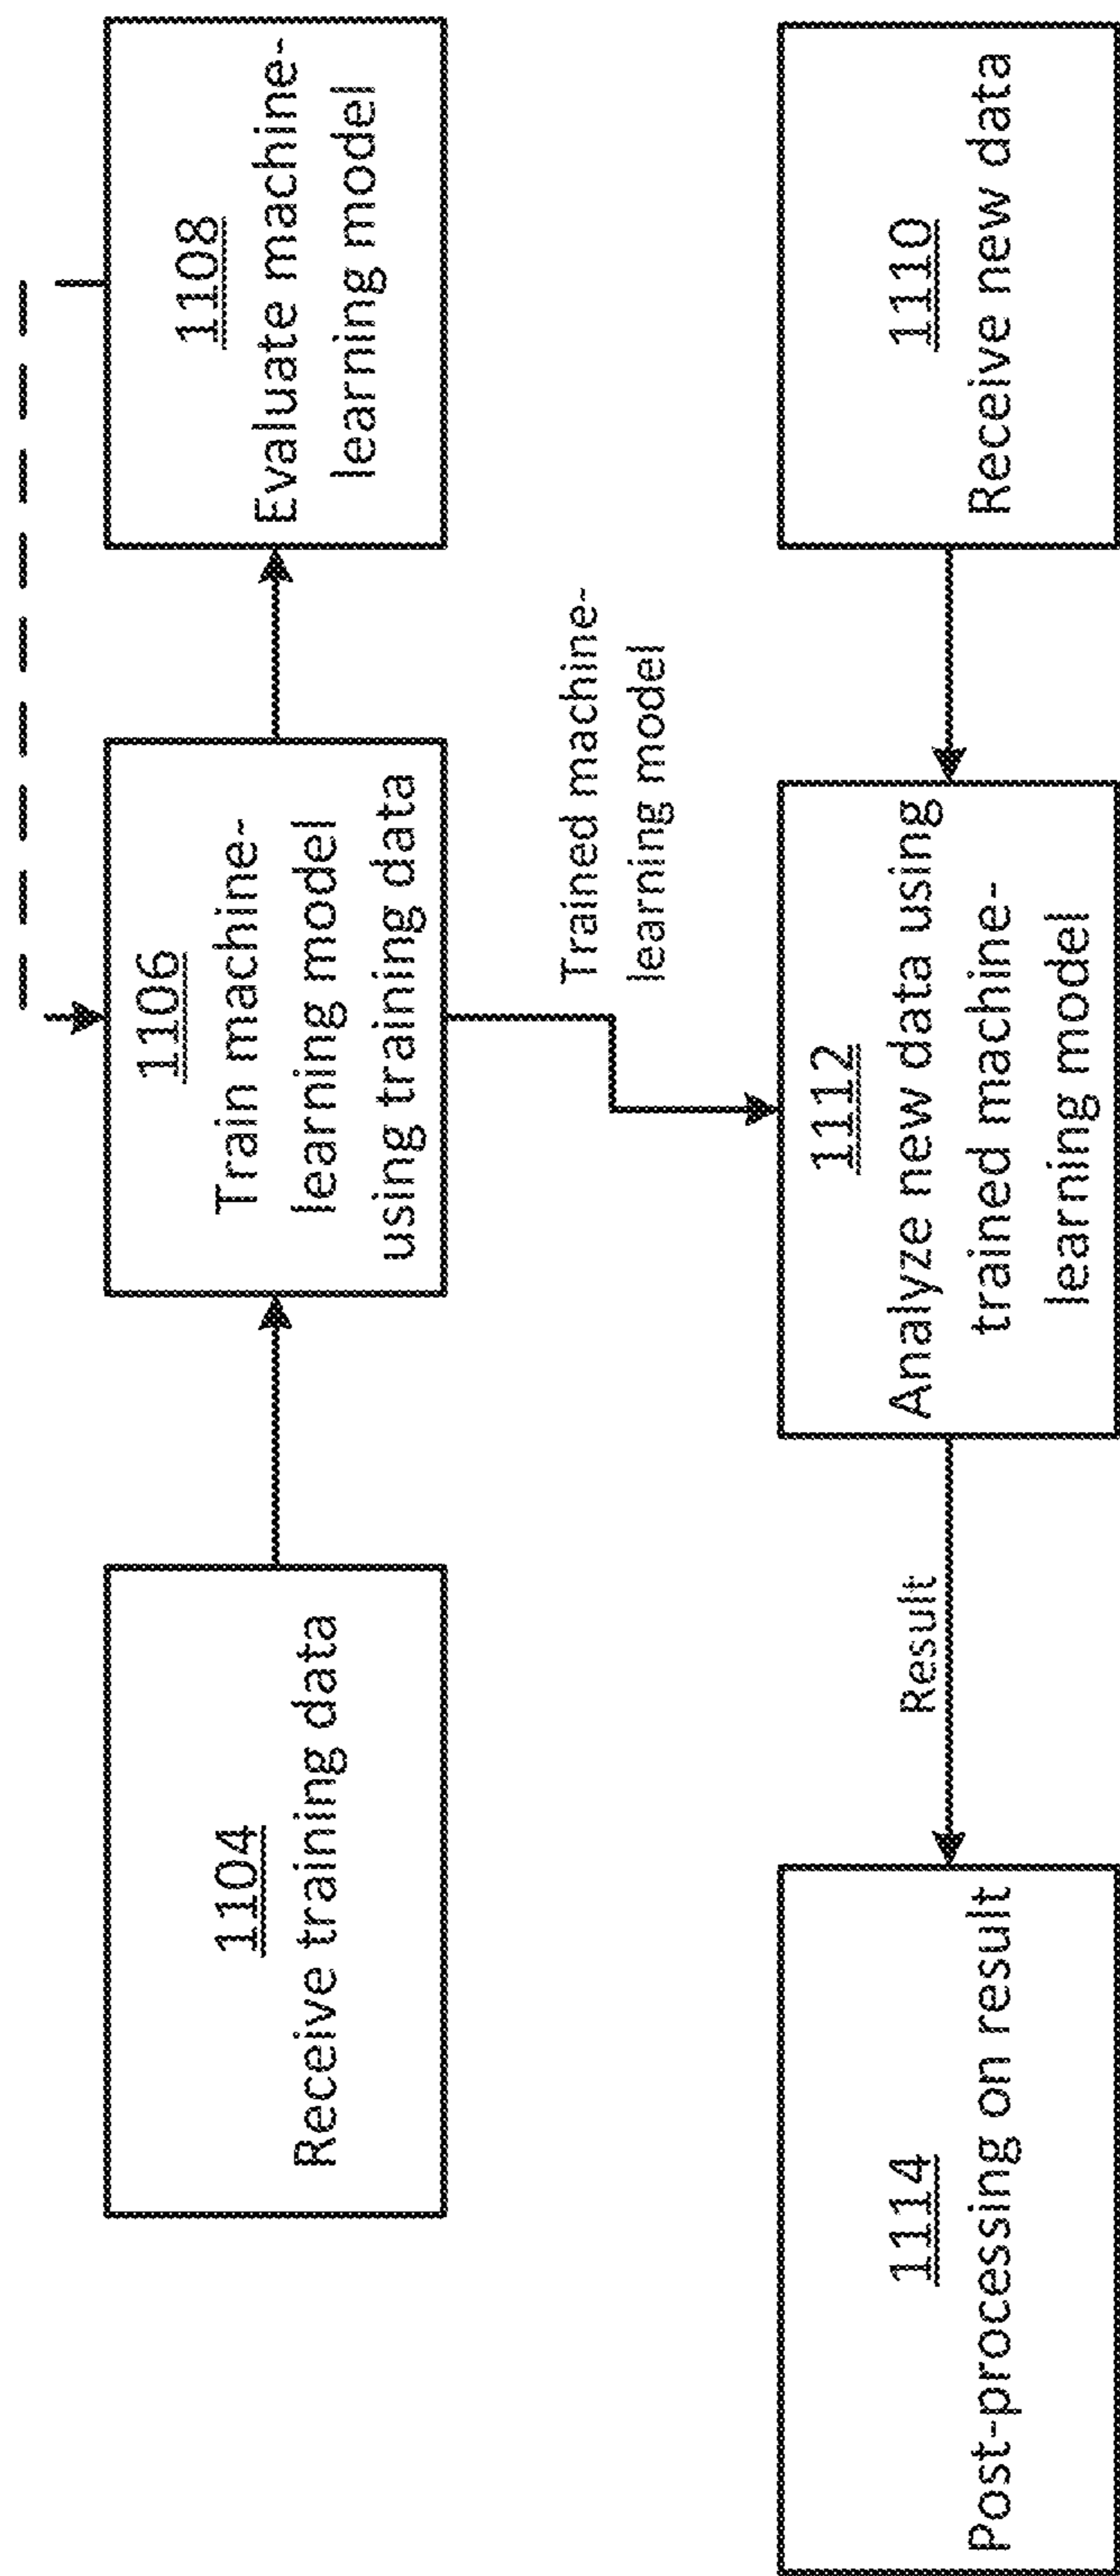 1104
Receive training data
1106
Train machine-
learning model
using training data
1108
Evaluate machine-
learning model
Trained machine-
learning model
1110
Receive new data
1112
Analyze new data using
trained machine-
learning model
Result
1114
Post-processing on result